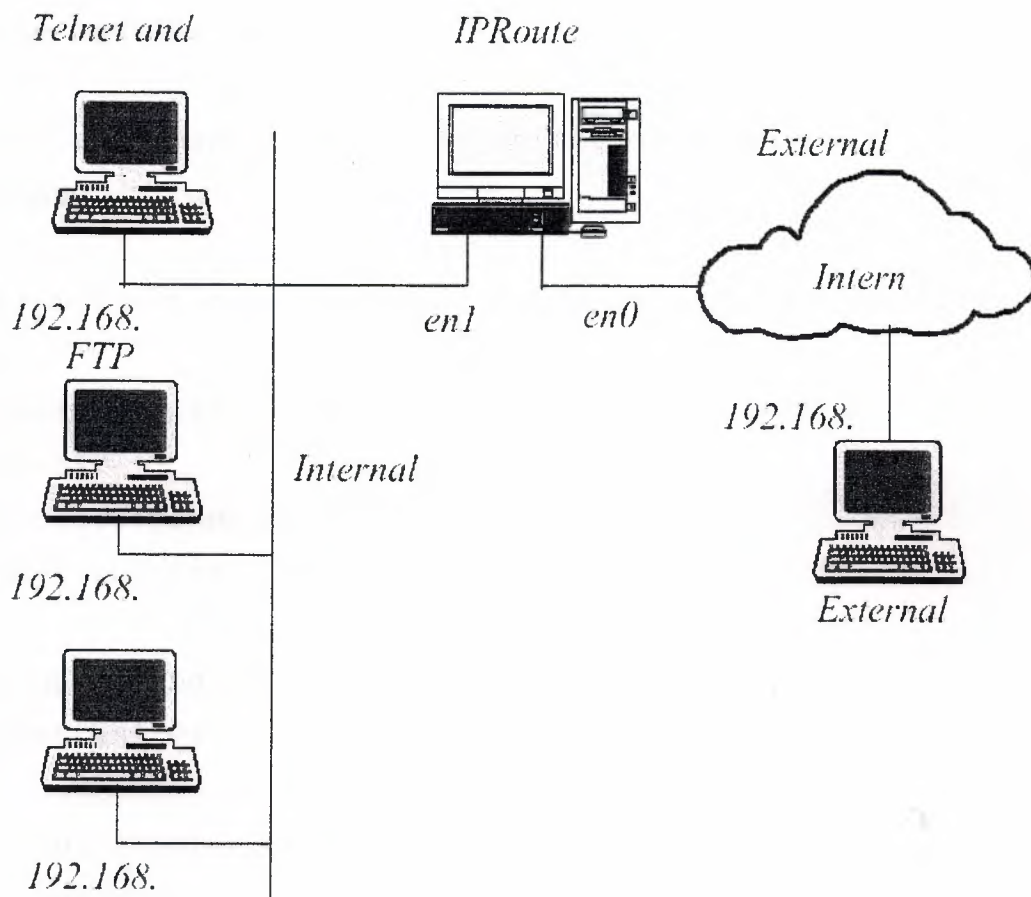 Telnet and
IPRoute
External
Intern
192.168.
en1
en0
FTP
192.168.
Internal
192.168.
External
192.168.